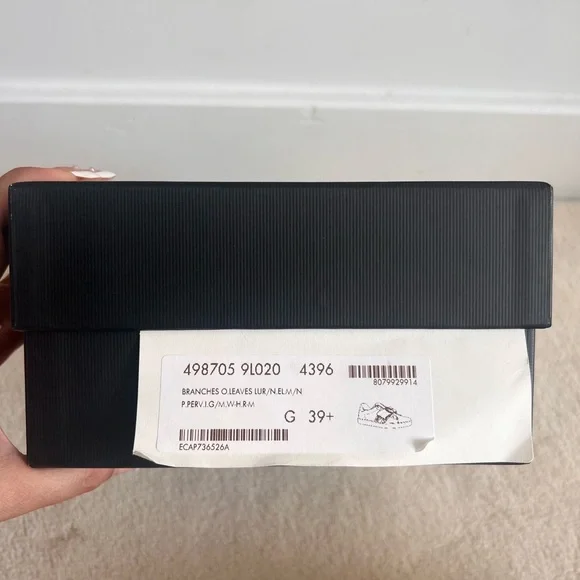 498705 9L020 4396
8079929914
BRANCHES O.LEAVES LUR/N.ELM/N
P.PERV.I.G/M.W-H.R-M
G 39+
ECAP736526A